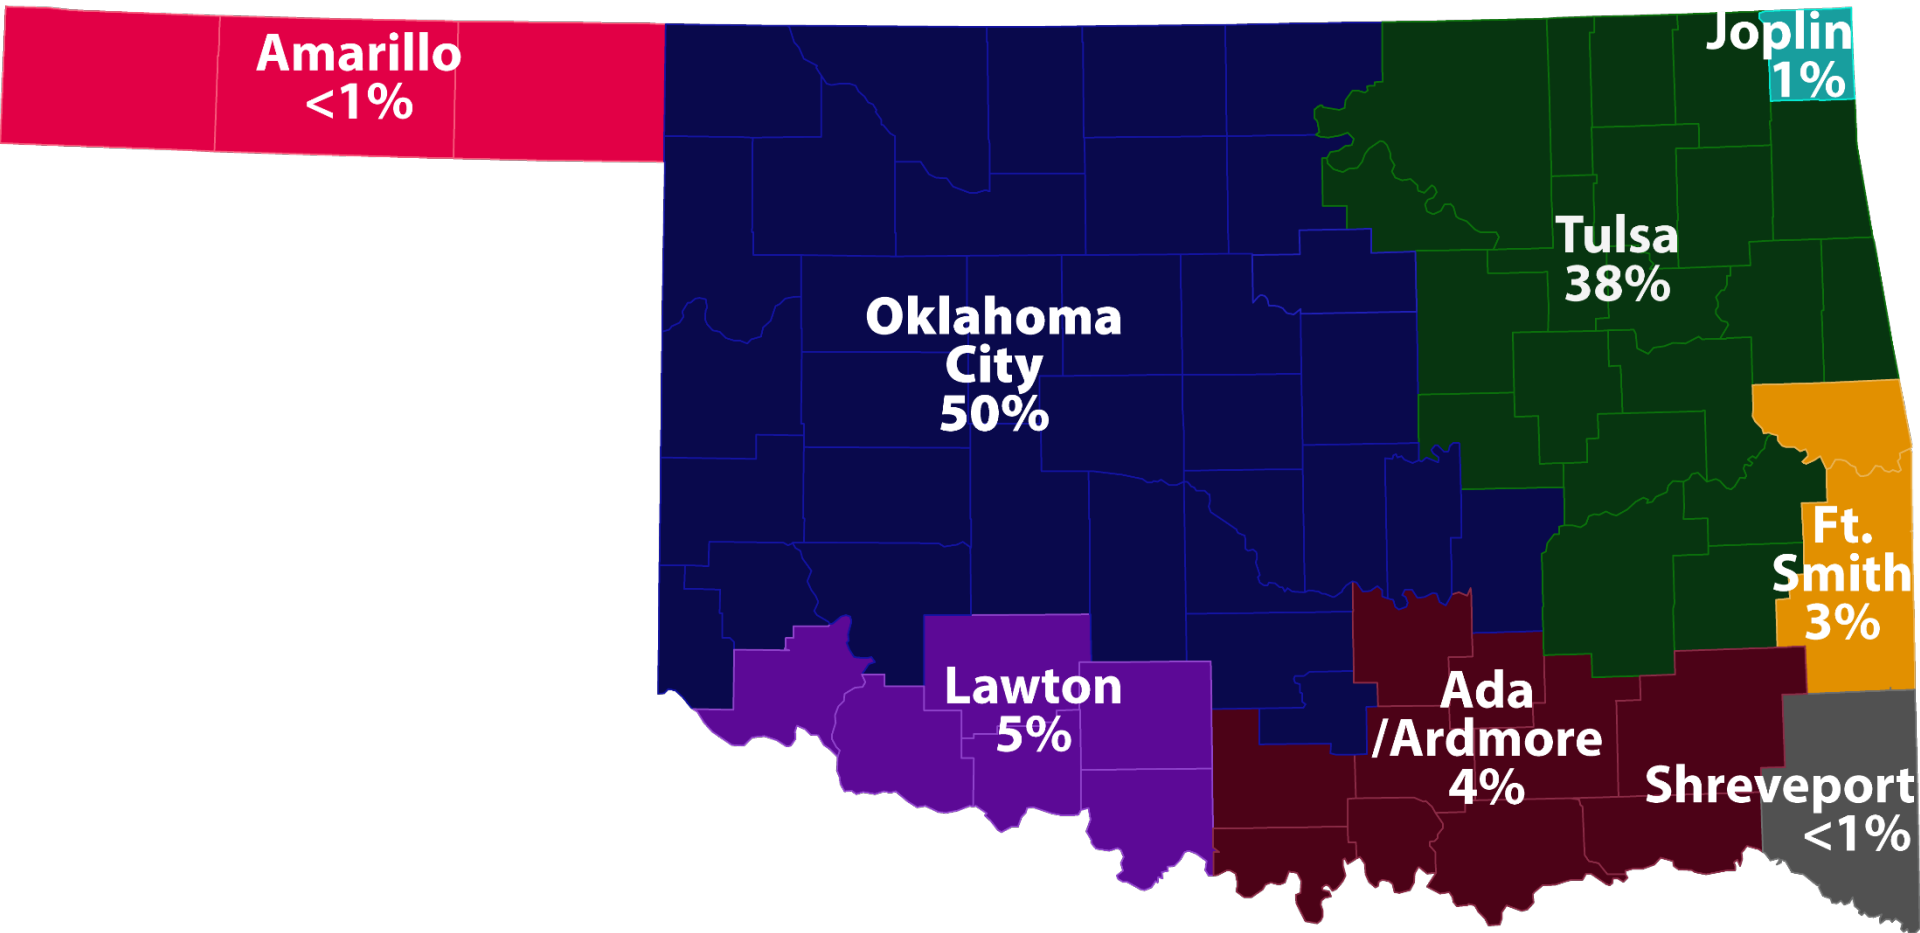 Amarillo
<1%
Joplin
1%
Tulsa
38%
Oklahoma
City
50%
Ft.
Smith
3%
Lawton
5%
Ada
/Ardmore
4%
Shreveport
<1%